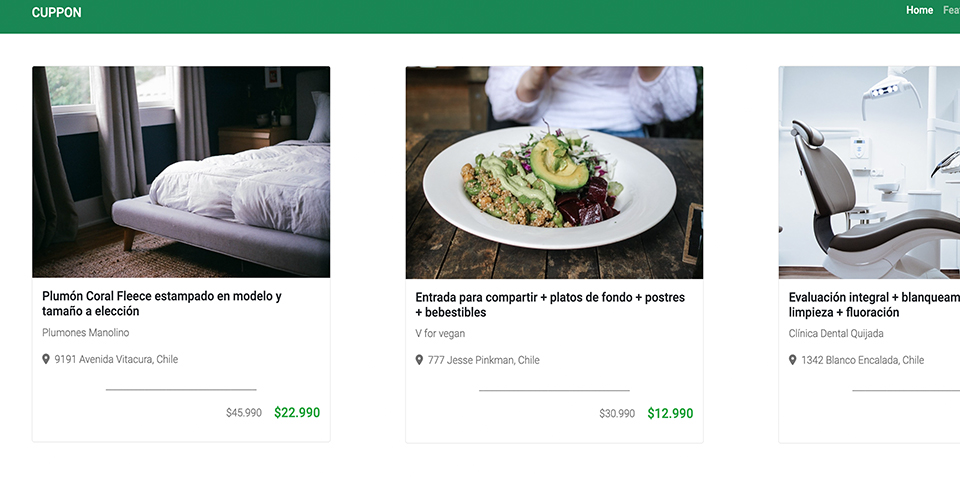 CUPPON
Home Fea
Plumón Coral Fleece estampado en modelo y
tamaño a elección
Plumones Manolino
9191 Avenida Vitacura, Chile
$45.990 $22.990
Entrada para compartir + platos de fondo + postres
+ bebestibles
V for vegan
777 Jesse Pinkman, Chile
$30.990 $12.990
Evaluación integral + blanqueam
limpieza + fluoración
Clínica Dental Quijada
1342 Blanco Encalada, Chile